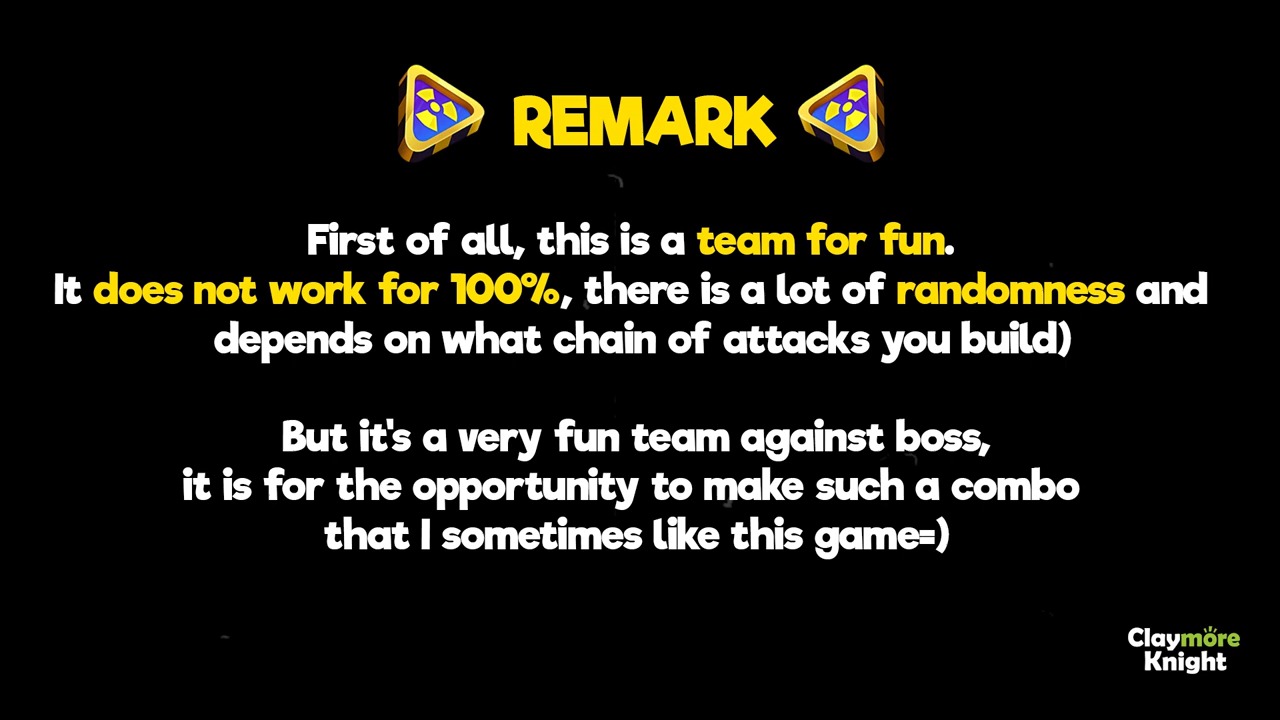 REMARK
First of all, this is a team for fun.
It does not work for 100%, there is a lot of randomness and
depends on what chain of attacks you build)
But it's a very fun team against boss,
it is for the opportunity to make such a combo
that I sometimes like this game=)
Claymore
Knight